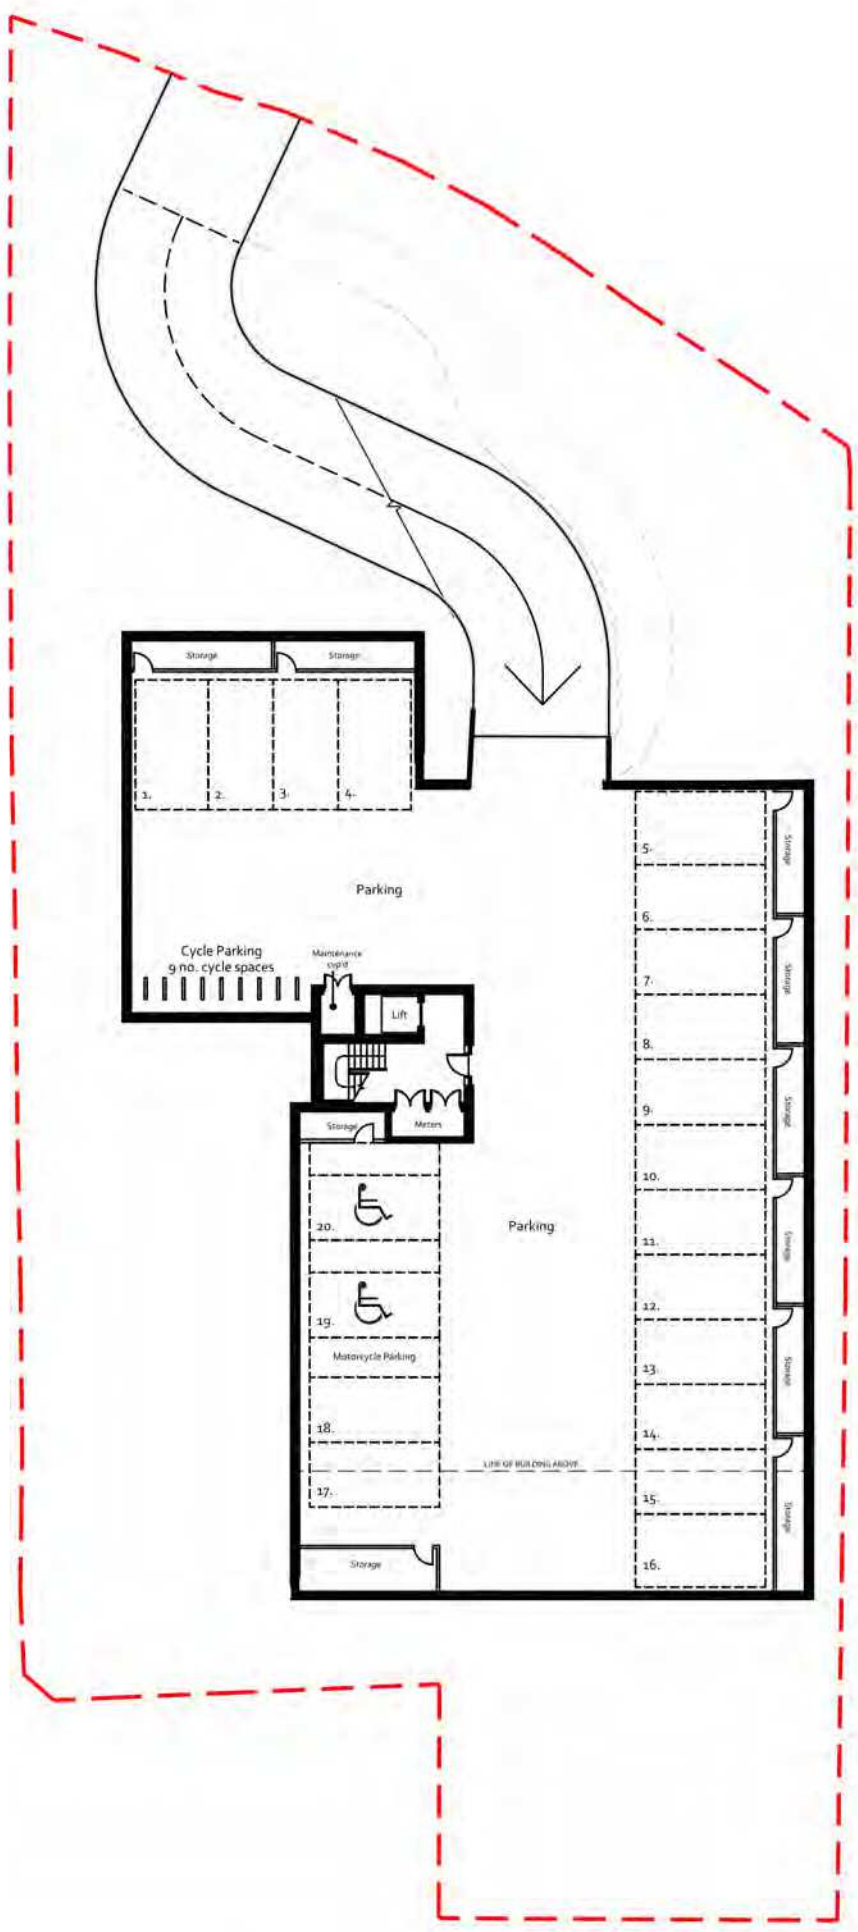 Storage
Storage
1.
2.
3.
4.
5.
Storage
6.
Parking
Cycle Parking
9 no. cycle spaces
Maintenance
cup'd
7.
Storage
Lift
8.
9.
Storage
Storage
Meters
10.
20.
Parking
11.
Storage
19.
12.
Motorcycle Parking
13.
Storage
18.
14.
LINE OF BUILDING ABOVE
17.
15.
Storage
Storage
16.